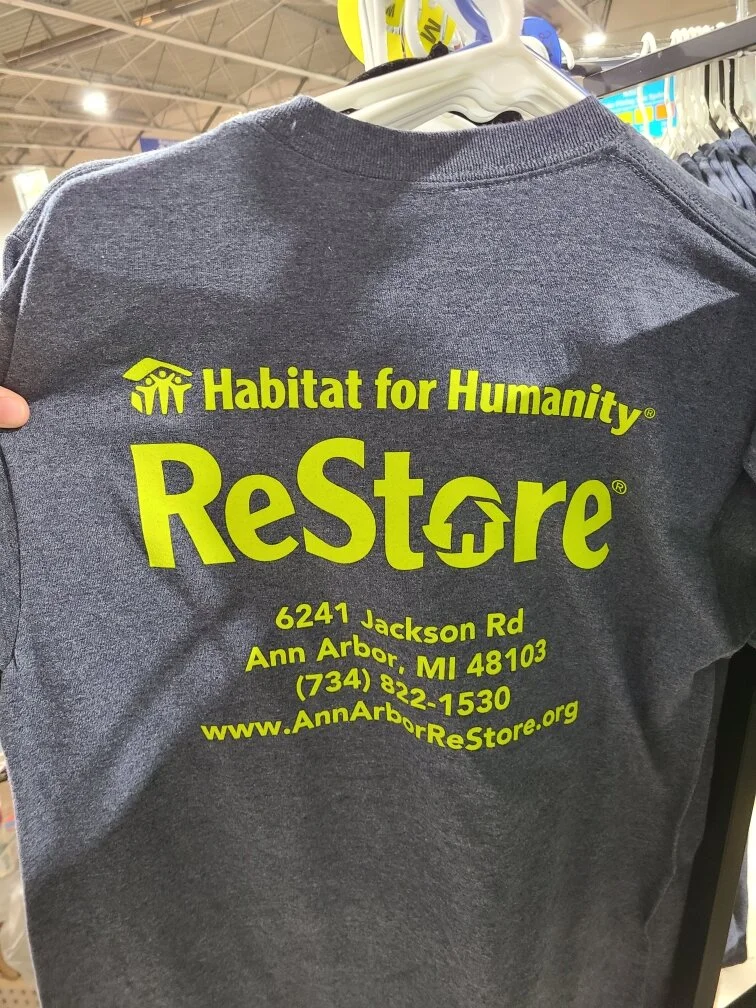 Habitat for Humanity®
ReStore®
6241 Jackson Rd
Ann Arbor, MI 48103
(734) 822-1530
www.AnnArborReStore.org